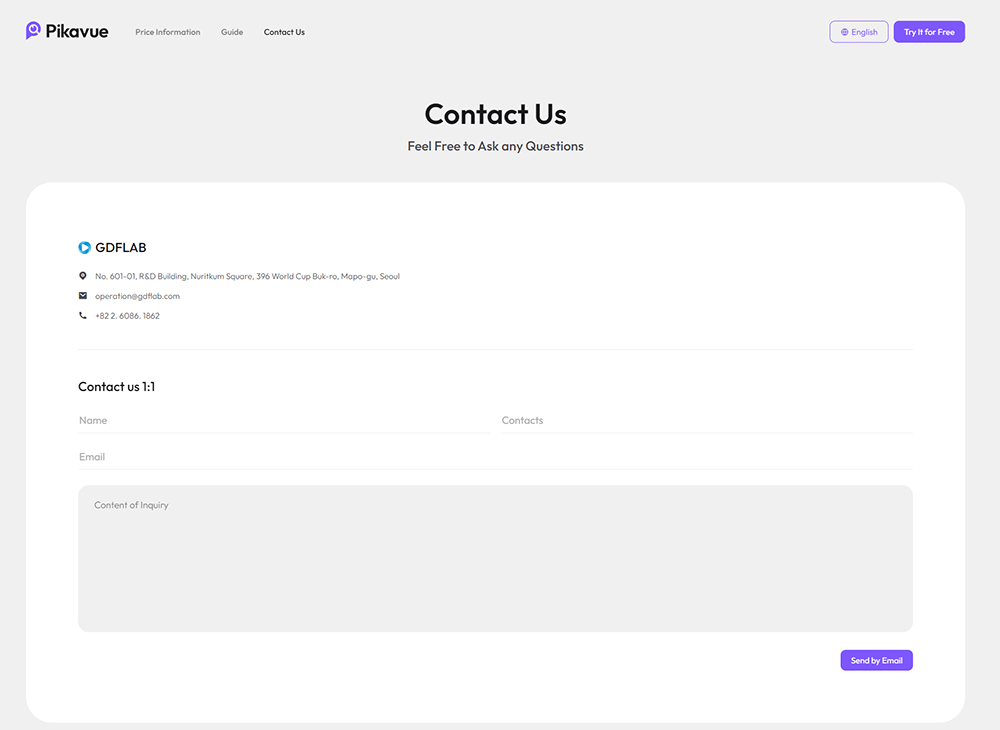 Pikavue
Price Information
Guide
Contact Us
English
Try It for Free
Contact Us
Feel Free to Ask any Questions
GDFLAB
No. 601-01, R&D Building, Nuritkum Square, 396 World Cup Buk-ro, Mapo-gu, Seoul
operation@gdflab.com
+82 2. 6086. 1862
Contact us 1:1
Name
Contacts
Email
Content of Inquiry
Send by Email